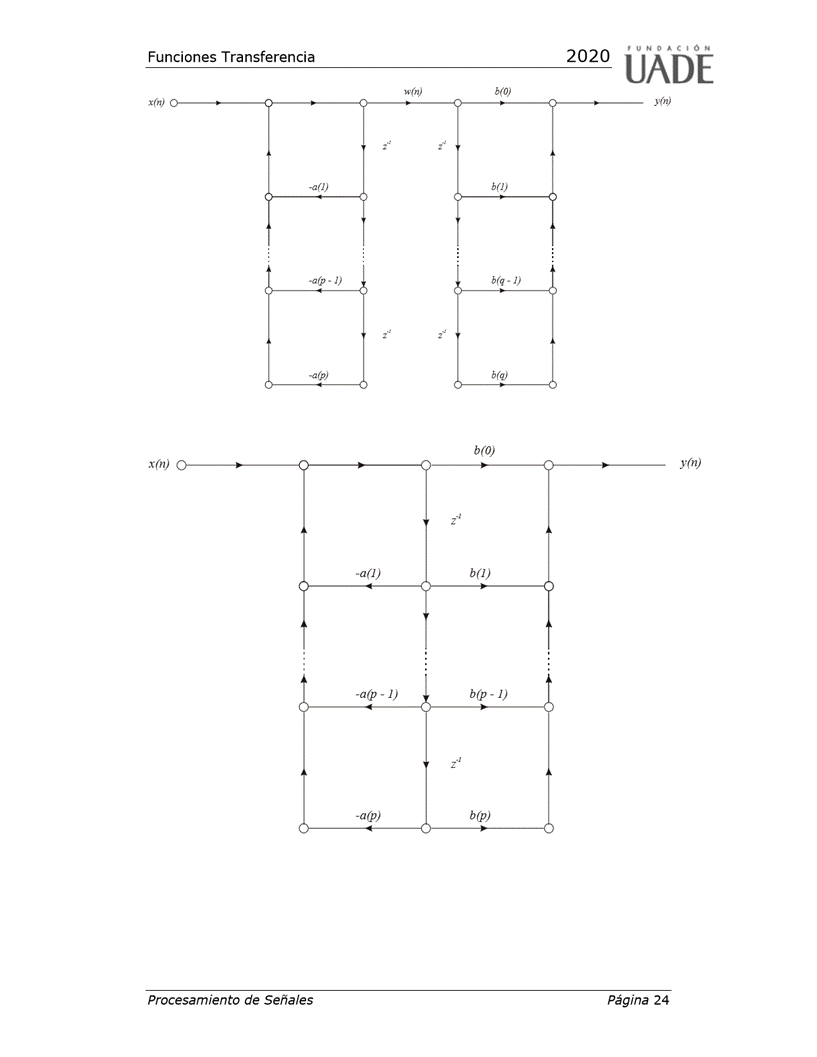 Funciones Transferencia 2020
FUNDACIÓN
UADE
w(n) b(0)
x(n) y(n)
z⁻¹ z⁻¹
-a(1) b(1)
-a(p - 1) b(q - 1)
z⁻¹ z⁻¹
-a(p) b(q)
b(0)
x(n) y(n)
z⁻¹
-a(1) b(1)
-a(p - 1) b(p - 1)
z⁻¹
-a(p) b(p)
Procesamiento de Señales Página 24